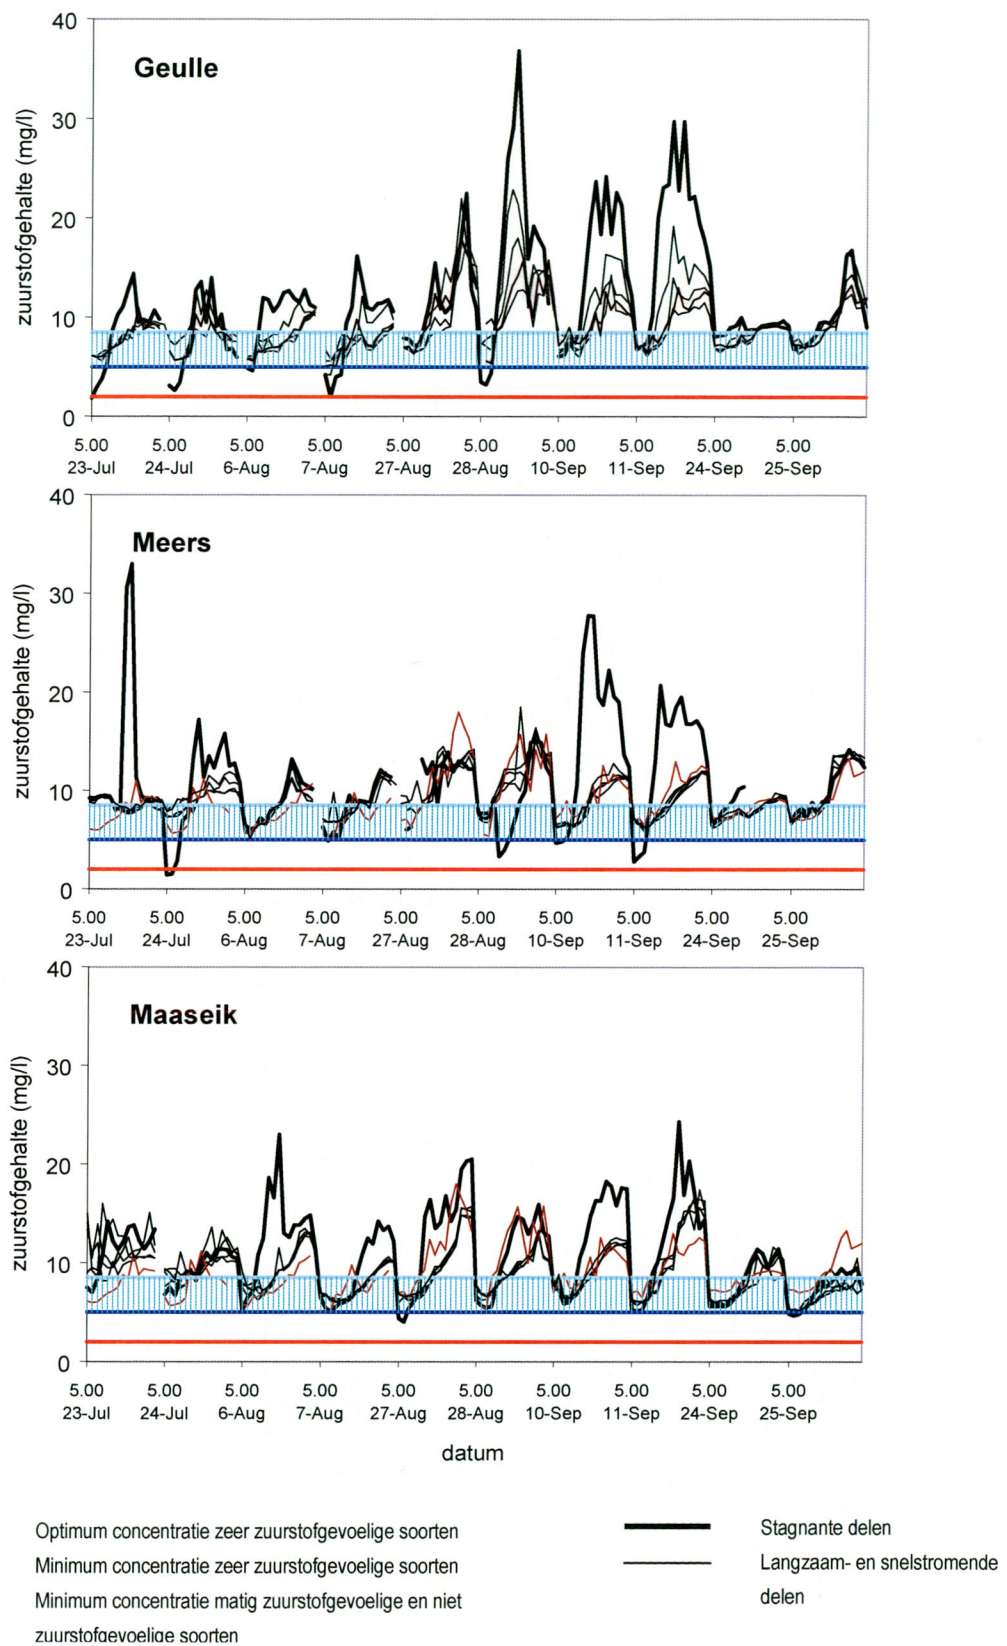 Geulle
zuurstofgehalte (mg/l)
40
30
20
10
0
5.00 5.00 5.00 5.00 5.00 5.00 5.00 5.00 5.00 5.00
23-Jul 24-Jul 6-Aug 7-Aug 27-Aug 28-Aug 10-Sep 11-Sep 24-Sep 25-Sep
Meers
zuurstofgehalte (mg/l)
40
30
20
10
0
5.00 5.00 5.00 5.00 5.00 5.00 5.00 5.00 5.00 5.00
23-Jul 24-Jul 6-Aug 7-Aug 27-Aug 28-Aug 10-Sep 11-Sep 24-Sep 25-Sep
Maaseik
zuurstofgehalte (mg/l)
40
30
20
10
0
5.00 5.00 5.00 5.00 5.00 5.00 5.00 5.00 5.00 5.00
23-Jul 24-Jul 6-Aug 7-Aug 27-Aug 28-Aug 10-Sep 11-Sep 24-Sep 25-Sep
datum
Optimum concentratie zeer zuurstofgevoelige soorten
Minimum concentratie zeer zuurstofgevoelige soorten
Minimum concentratie matig zuurstofgevoelige en niet
zuurstofgevoelige soorten
Stagnante delen
Langzaam- en snelstromende
delen